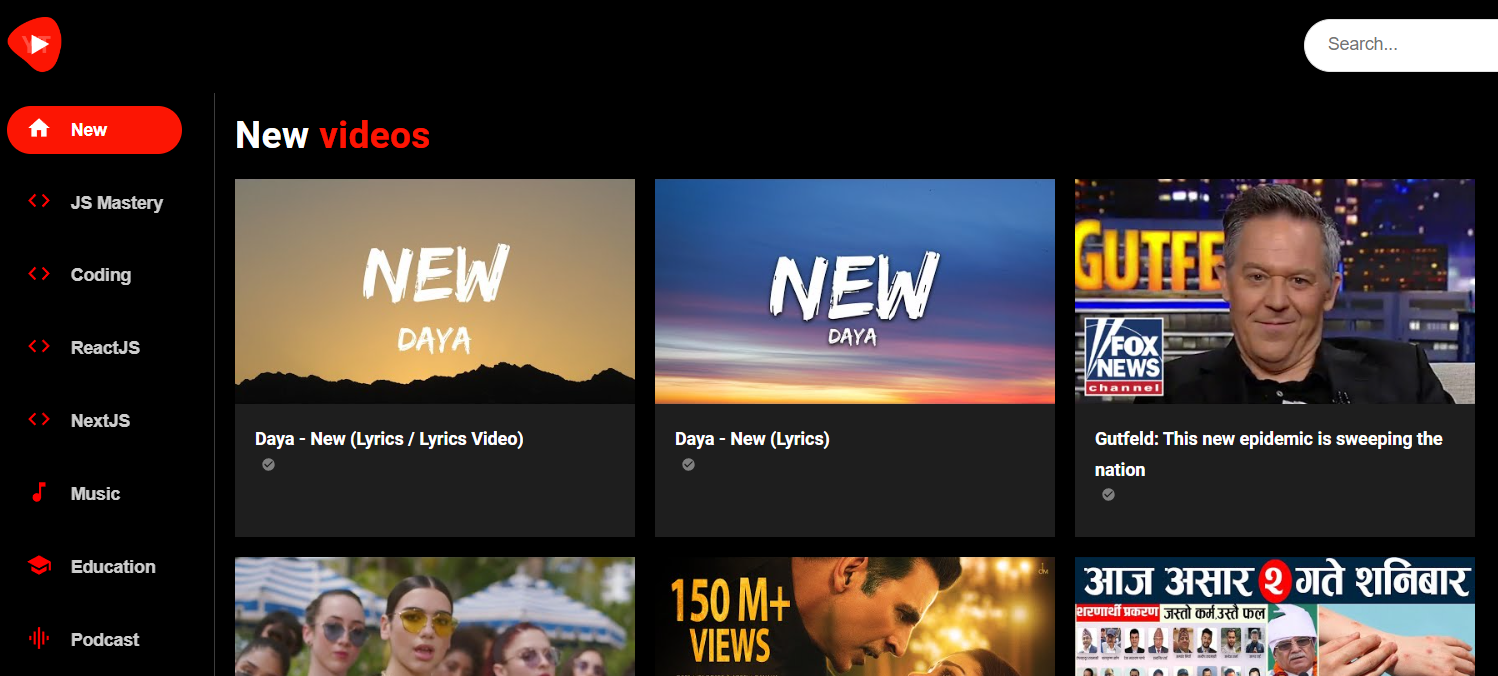 Search...
New
JS Mastery
Coding
ReactJS
NextJS
Music
Education
Podcast
New videos
NEW
DAYA
NEW
DAYA
GUTFE
FOX
NEWS
channel
Daya - New (Lyrics / Lyrics Video)
Daya - New (Lyrics)
Gutfeld: This new epidemic is sweeping the
nation
150 M+
VIEWS
आज असार २ गते शनिबार
शरणार्थी प्रकरण जस्तो कर्म उस्तै फल